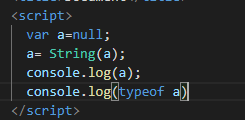 <script>
var a=null;
a= String(a);
console.log(a);
console.log(typeof a)
</script>